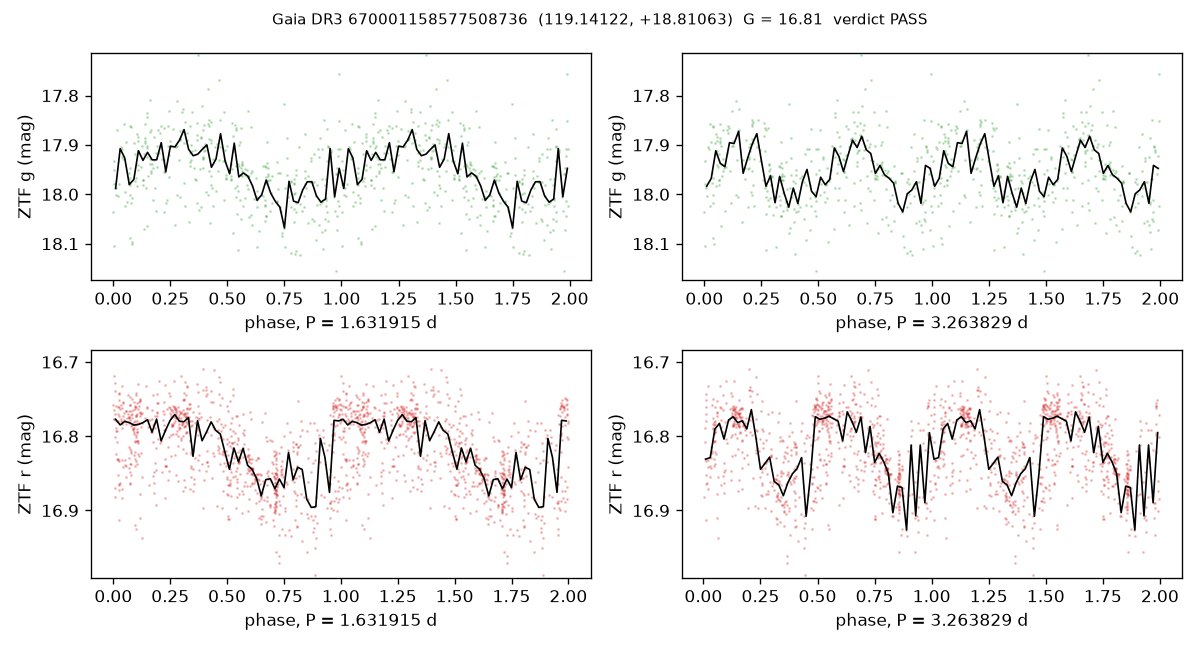 Gaia DR3 670001158577508736 (119.14122, +18.81063) G = 16.81 verdict PASS
ZTF g (mag)
17.8
17.9
18.0
18.1
0.00 0.25 0.50 0.75 1.00 1.25 1.50 1.75 2.00
phase, P = 1.631915 d
ZTF g (mag)
17.8
17.9
18.0
18.1
0.00 0.25 0.50 0.75 1.00 1.25 1.50 1.75 2.00
phase, P = 3.263829 d
ZTF r (mag)
16.7
16.8
16.9
0.00 0.25 0.50 0.75 1.00 1.25 1.50 1.75 2.00
phase, P = 1.631915 d
ZTF r (mag)
16.7
16.8
16.9
0.00 0.25 0.50 0.75 1.00 1.25 1.50 1.75 2.00
phase, P = 3.263829 d